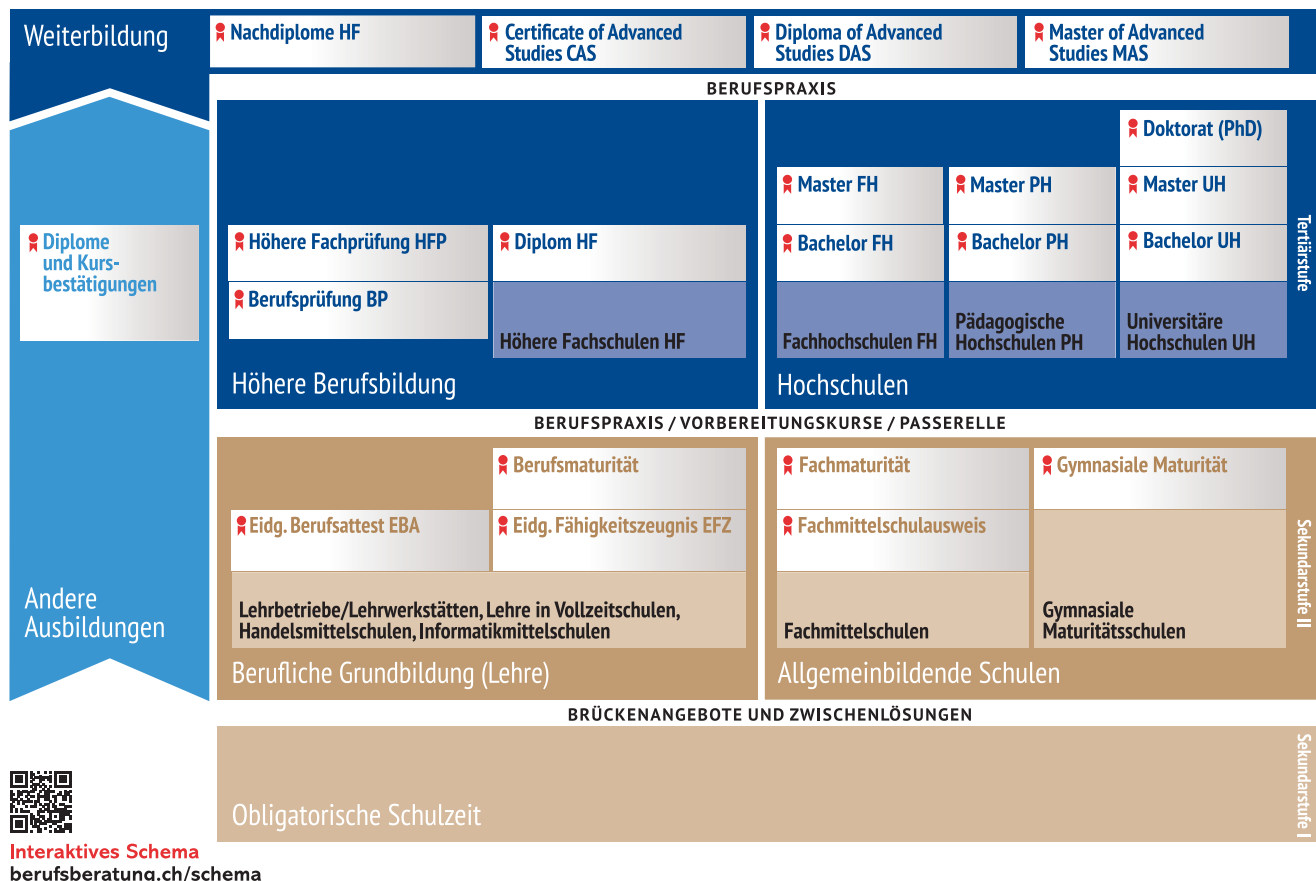 Weiterbildung
Nachdiplome HF
Certificate of Advanced
Studies CAS
Diploma of Advanced
Studies DAS
Master of Advanced
Studies MAS
BERUFSPRAXIS
Doktorat (PhD)
Master FH
Master PH
Master UH
Diplome
und Kurs-
bestätigungen
Höhere Fachprüfung HFP
Diplom HF
Bachelor FH
Bachelor PH
Bachelor UH
Berufsprüfung BP
Höhere Fachschulen HF
Fachhochschulen FH
Pädagogische
Hochschulen PH
Universitäre
Hochschulen UH
Höhere Berufsbildung
Hochschulen
Tertiärstufe
BERUFSPRAXIS / VORBEREITUNGSKURSE / PASSERELLE
Berufsmaturität
Fachmaturität
Gymnasiale Maturität
Eidg. Berufsattest EBA
Eidg. Fähigkeitszeugnis EFZ
Fachmittelschulausweis
Andere
Ausbildungen
Lehrbetriebe/Lehrwerkstätten, Lehre in Vollzeitschulen,
Handelsmittelschulen, Informatikmittelschulen
Fachmittelschulen
Gymnasiale
Maturitätsschulen
Berufliche Grundbildung (Lehre)
Allgemeinbildende Schulen
Sekundarstufe II
BRÜCKENANGEBOTE UND ZWISCHENLÖSUNGEN
Obligatorische Schulzeit
Sekundarstufe I
Interaktives Schema
berufsberatung.ch/schema